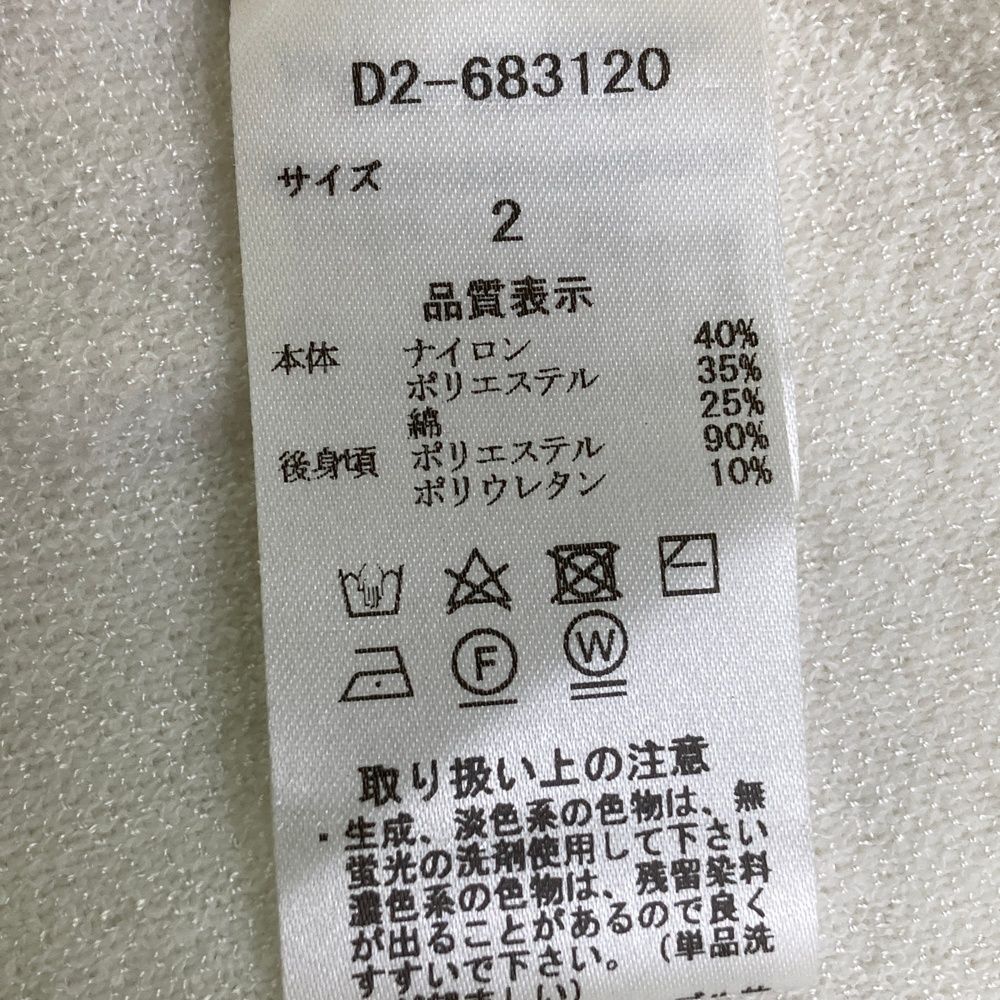 D2-683120
サイズ
2
品質表示
本体 ナイロン 40%
ポリエステル 35%
綿 25%
後身頃 ポリエステル 90%
ポリウレタン 10%
F W
取り扱い上の注意
・生成、淡色系の色物は、無
蛍光の洗剤使用して下さい
濃色系の色物は、残留染料
が出ることがあるので良く
すすいで下さい。（単品洗